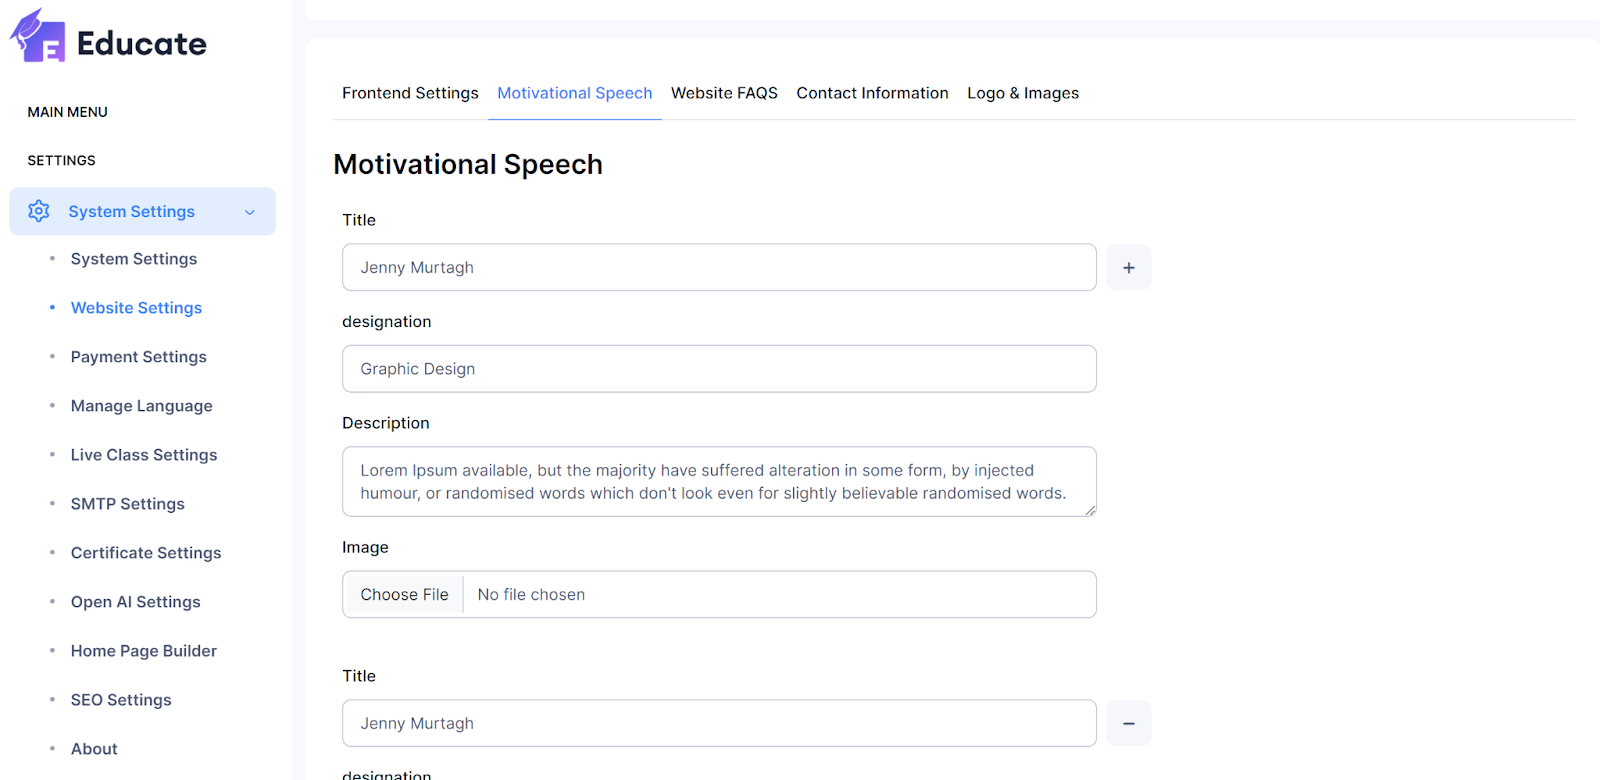 Educate
MAIN MENU
SETTINGS
System Settings
System Settings
Website Settings
Payment Settings
Manage Language
Live Class Settings
SMTP Settings
Certificate Settings
Open AI Settings
Home Page Builder
SEO Settings
About
Frontend Settings Motivational Speech Website FAQS Contact Information Logo & Images
Motivational Speech
Title
Jenny Murtagh
+
designation
Graphic Design
Description
Lorem Ipsum available, but the majority have suffered alteration in some form, by injected
humour, or randomised words which don't look even for slightly believable randomised words.
Image
Choose File No file chosen
Title
Jenny Murtagh
−
designation